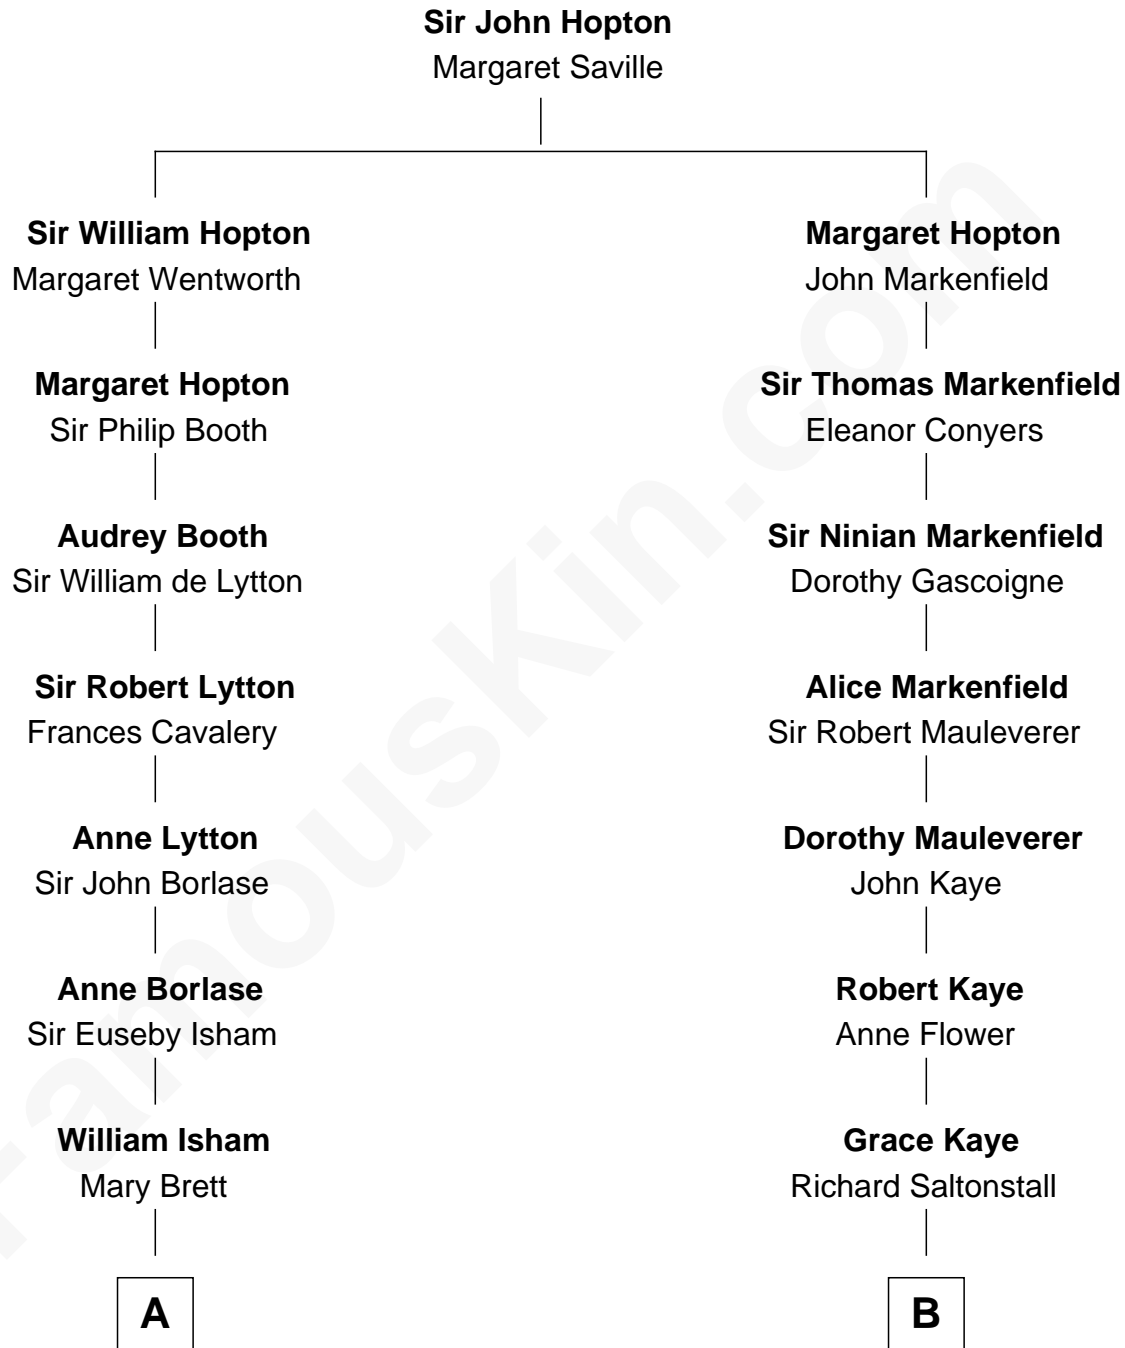 Sir John Hopton
Margaret Saville
Sir William Hopton
Margaret Wentworth
Margaret Hopton
John Markenfield
Margaret Hopton
Sir Philip Booth
Sir Thomas Markenfield
Eleanor Conyers
Audrey Booth
Sir William de Lytton
Sir Ninian Markenfield
Dorothy Gascoigne
Sir Robert Lytton
Frances Cavalery
Alice Markenfield
Sir Robert Mauleverer
Anne Lytton
Sir John Borlase
Dorothy Mauleverer
John Kaye
Anne Borlase
Sir Euseby Isham
Robert Kaye
Anne Flower
William Isham
Mary Brett
Grace Kaye
Richard Saltonstall
A
B
FamousKin.com